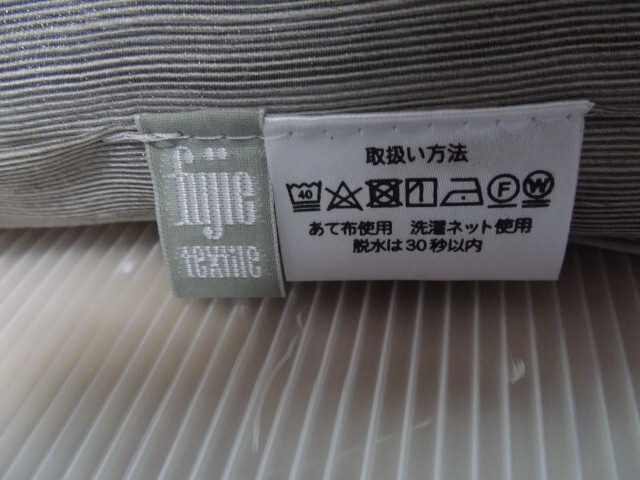 fujie
textile
取扱い方法
40 F W
あて布使用 洗濯ネット使用
脱水は30秒以内